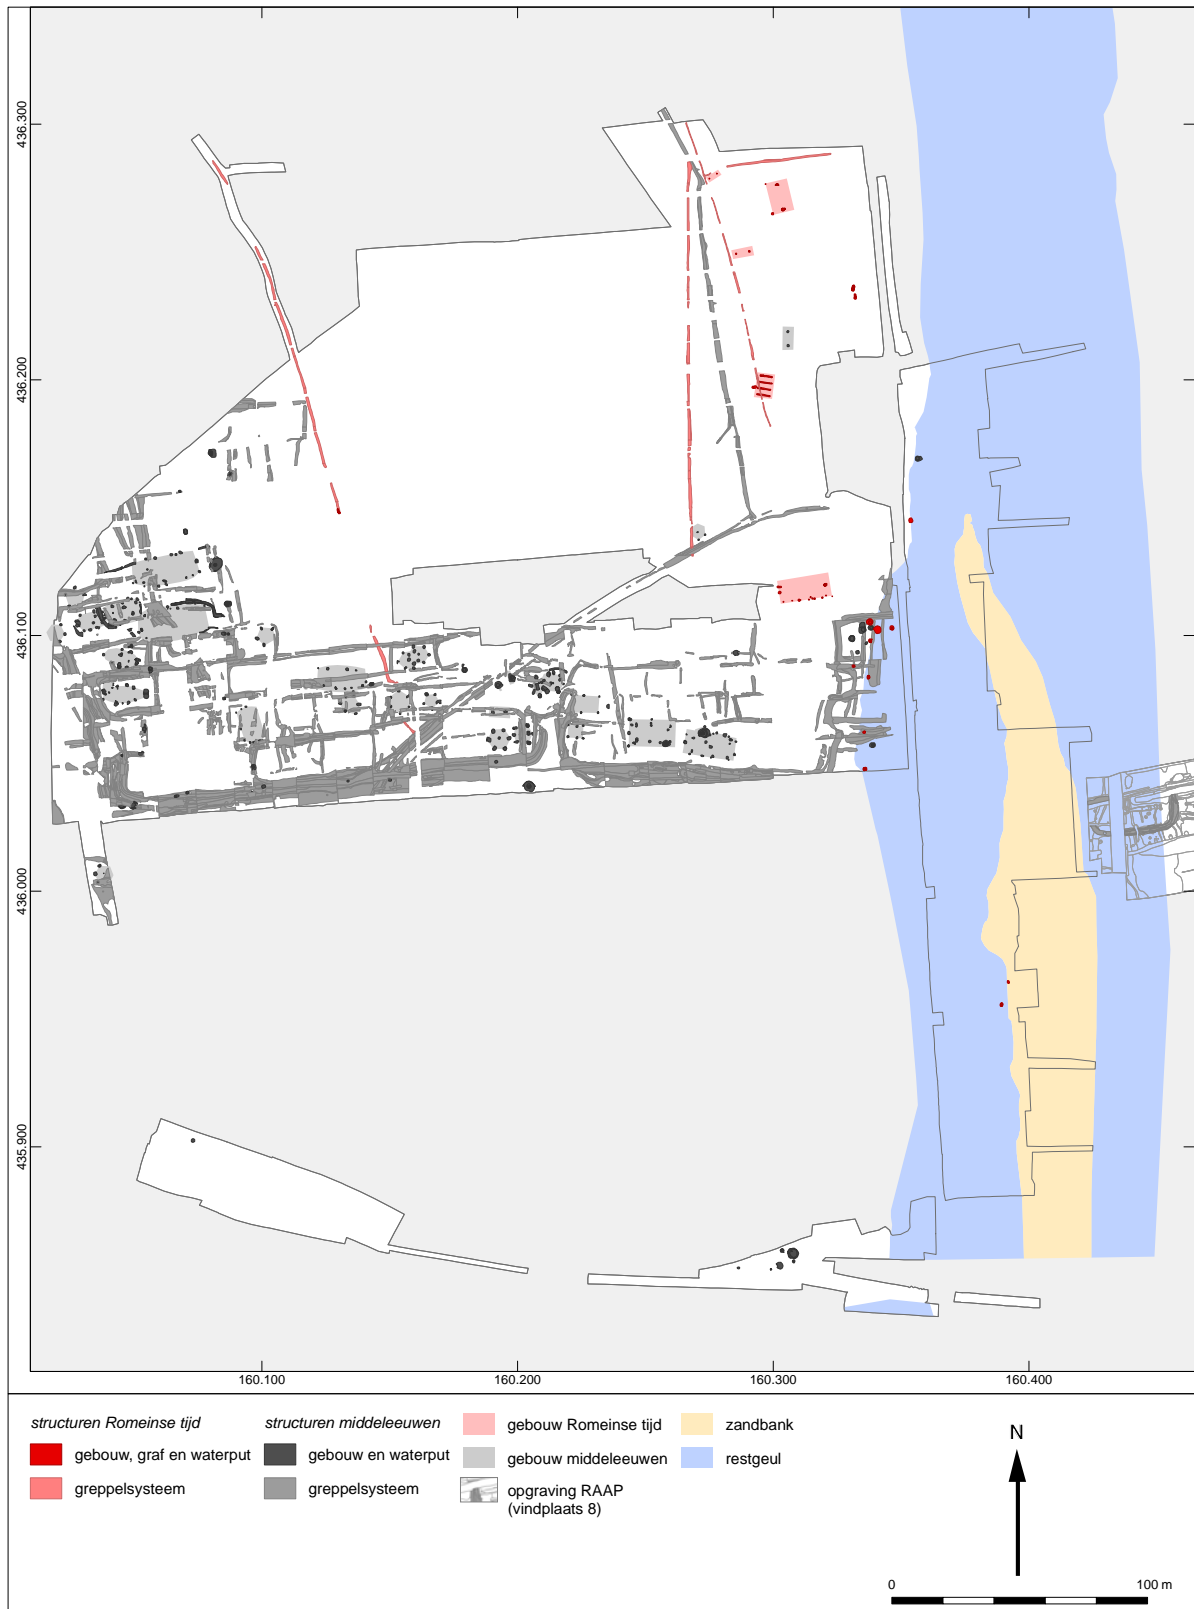 436.300
436.200
436.100
436.000
435.900
160.100
160.200
160.300
160.400
structuren Romeinse tijd
gebouw, graf en waterput
greppelsysteem
structuren middeleeuwen
gebouw en waterput
greppelsysteem
gebouw Romeinse tijd
gebouw middeleeuwen
opgraving RAAP
(vindplaats 8)
zandbank
restgeul
N
0
100 m